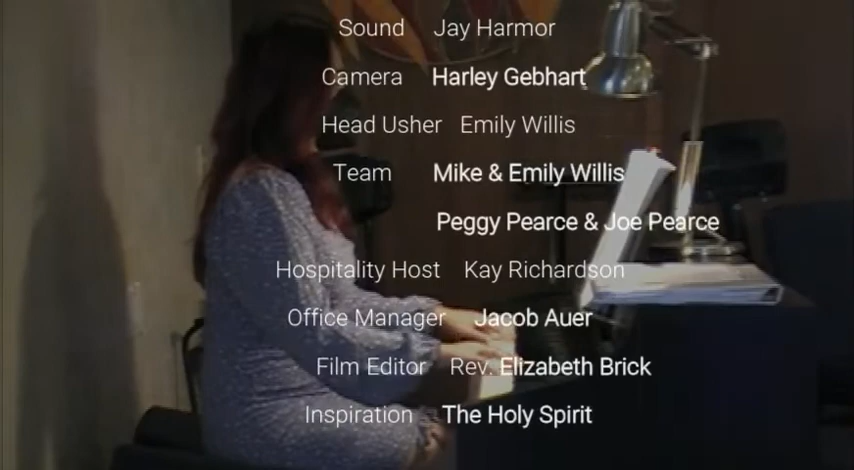 Sound Jay Harmor
Camera Harley Gebhart
Head Usher Emily Willis
Team Mike & Emily Willis
Peggy Pearce & Joe Pearce
Hospitality Host Kay Richardson
Office Manager Jacob Auer
Film Editor Rev. Elizabeth Brick
Inspiration The Holy Spirit